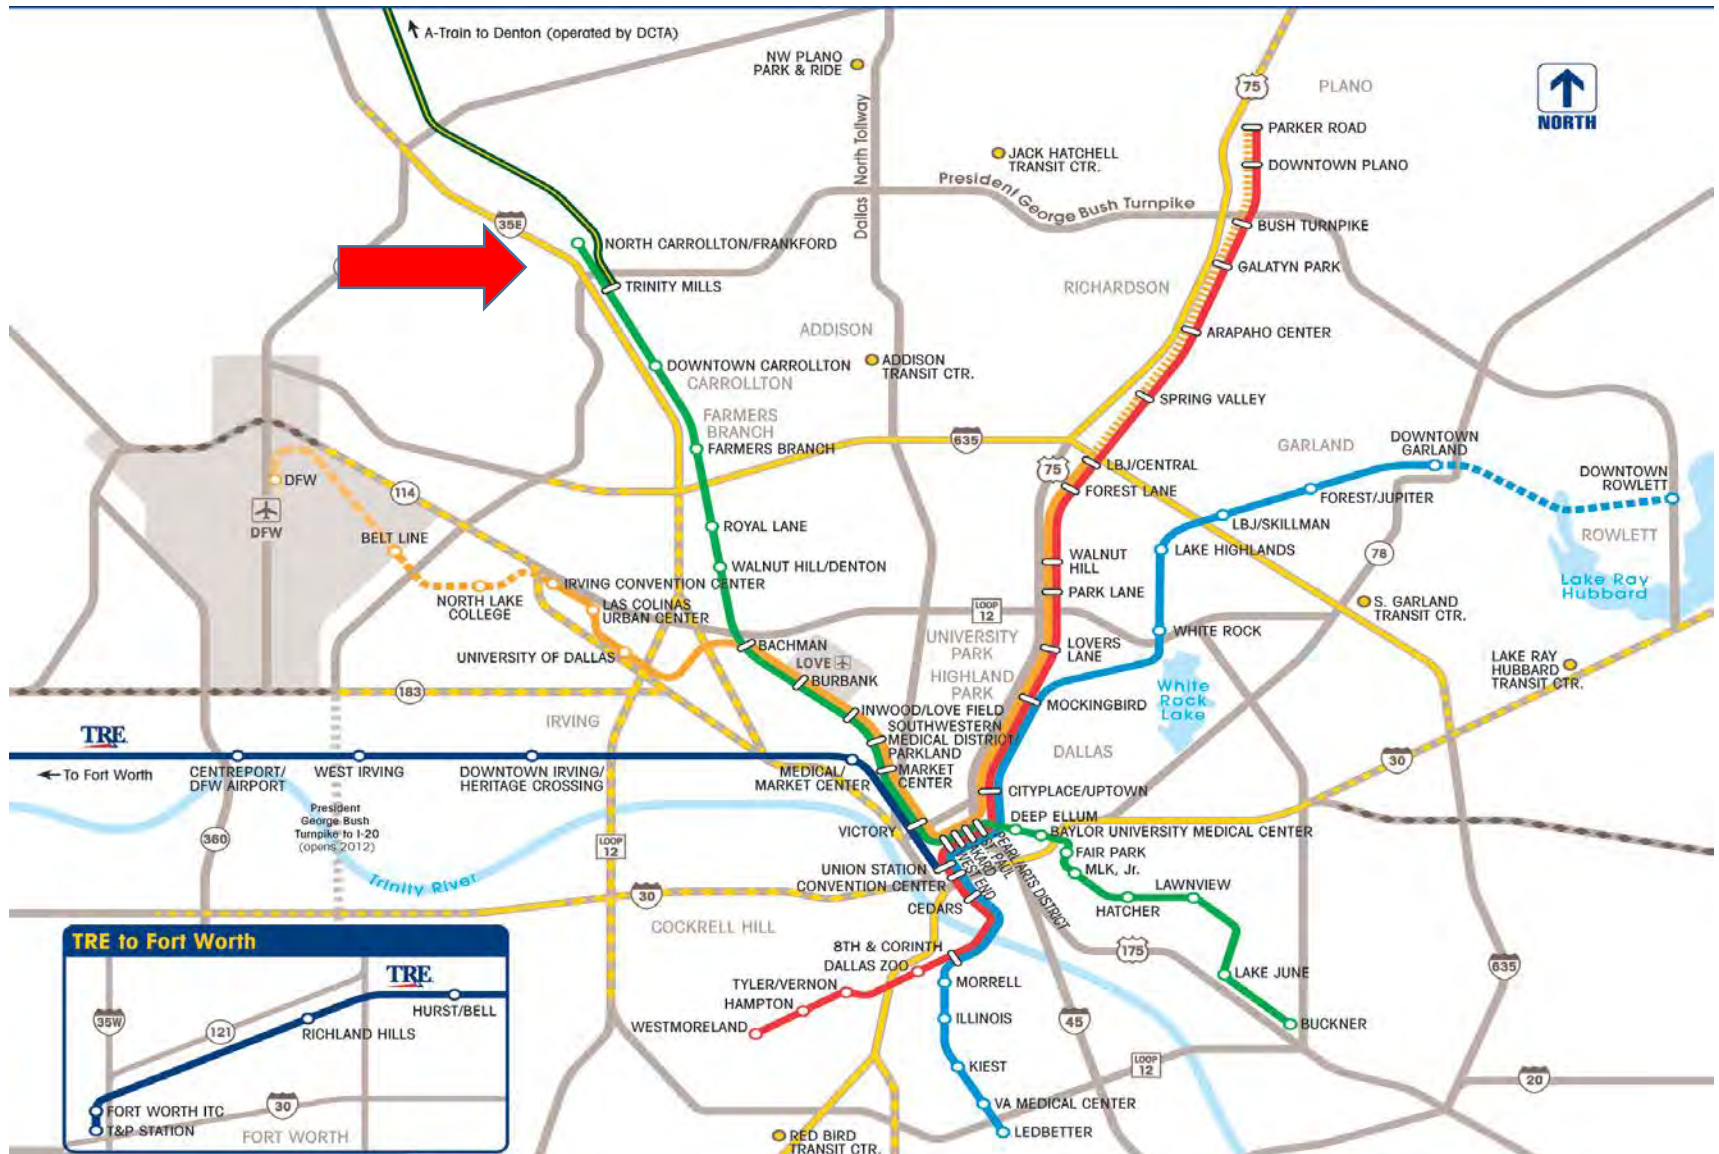 A-Train to Denton (operated by DCTA)
NW PLANO
PARK & RIDE
75
PLANO
NORTH
PARKER ROAD
DOWNTOWN PLANO
JACK HATCHELL
TRANSIT CTR.
Dallas North Tollway
President George Bush Turnpike
35E
BUSH TURNPIKE
NORTH CARROLLTON/FRANKFORD
GALATYN PARK
TRINITY MILLS
RICHARDSON
ADDISON
ARAPAHO CENTER
DOWNTOWN CARROLLTON
CARROLLTON
ADDISON
TRANSIT CTR.
SPRING VALLEY
FARMERS
BRANCH
FARMERS BRANCH
635
GARLAND
DOWNTOWN
GARLAND
75
LBJ/CENTRAL
DOWNTOWN
ROWLETT
DFW
114
FOREST LANE
FOREST/JUPITER
DFW
ROYAL LANE
LBJ/SKILLMAN
ROWLETT
BELT LINE
LAKE HIGHLANDS
78
WALNUT HILL/DENTON
WALNUT
HILL
IRVING CONVENTION CENTER
Lake Ray
Hubbard
NORTH LAKE
COLLEGE
LAS COLINAS
URBAN CENTER
PARK LANE
LOOP
12
S. GARLAND
TRANSIT CTR.
UNIVERSITY
PARK
WHITE ROCK
BACHMAN
LOVERS
LANE
UNIVERSITY OF DALLAS
LOVE
LAKE RAY
HUBBARD
TRANSIT CTR.
HIGHLAND
PARK
BURBANK
183
White
Rock
Lake
MOCKINGBIRD
INWOOD/LOVE FIELD
IRVING
SOUTHWESTERN
MEDICAL DISTRICT
PARKLAND
DALLAS
TRE
To Fort Worth
CENTREPORT/
DFW AIRPORT
WEST IRVING
DOWNTOWN IRVING/
HERITAGE CROSSING
MEDICAL/
MARKET CENTER
MARKET
CENTER
30
CITYPLACE/UPTOWN
President
George Bush
Turnpike to I-20
(opens 2012)
DEEP ELLUM
VICTORY
BAYLOR UNIVERSITY MEDICAL CENTER
360
LOOP
12
FAIR PARK
PEARL/ARTS DISTRICT
ST. PAUL
AKARD
WEST END
UNION STATION
MLK, Jr.
Trinity River
CONVENTION CENTER
LAWNVIEW
30
CEDARS
HATCHER
COCKRELL HILL
TRE to Fort Worth
8TH & CORINTH
175
DALLAS ZOO
635
LAKE JUNE
TRE
TYLER/VERNON
MORRELL
HURST/BELL
HAMPTON
35W
121
RICHLAND HILLS
WESTMORELAND
ILLINOIS
45
BUCKNER
KIEST
LOOP
12
20
30
FORT WORTH ITC
T&P STATION
FORT WORTH
VA MEDICAL CENTER
LEDBETTER
RED BIRD
TRANSIT CTR.